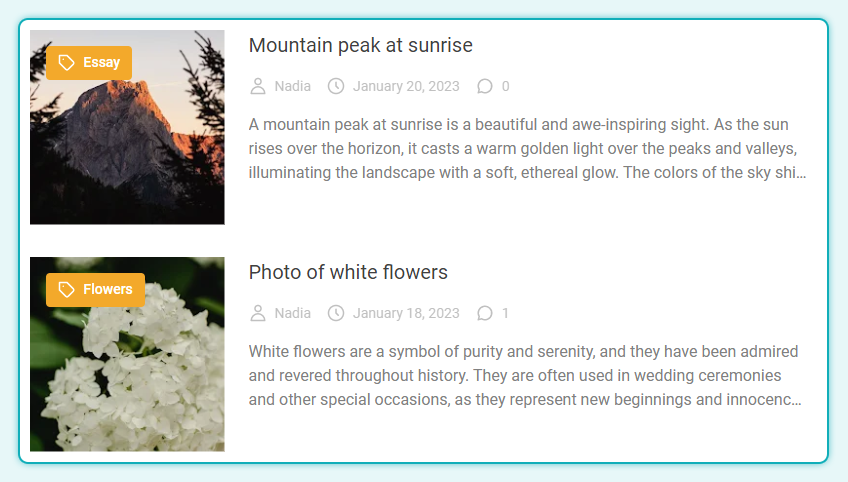 Essay
Mountain peak at sunrise
Nadia January 20, 2023 0
A mountain peak at sunrise is a beautiful and awe-inspiring sight. As the sun
rises over the horizon, it casts a warm golden light over the peaks and valleys,
illuminating the landscape with a soft, ethereal glow. The colors of the sky shi...
Flowers
Photo of white flowers
Nadia January 18, 2023 1
White flowers are a symbol of purity and serenity, and they have been admired
and revered throughout history. They are often used in wedding ceremonies
and other special occasions, as they represent new beginnings and innocenc...